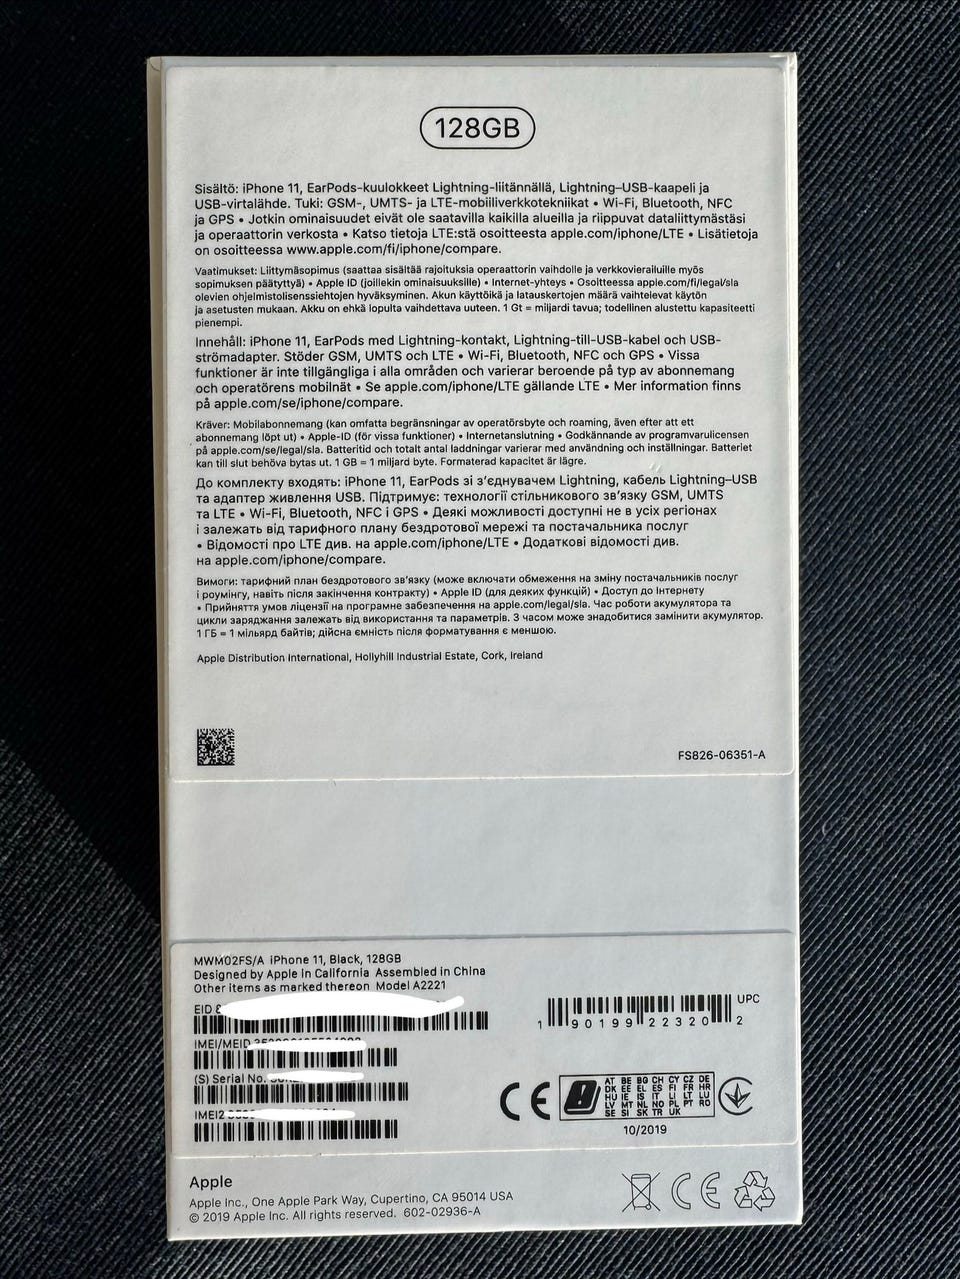 128GB
Sisältö: iPhone 11, EarPods-kuulokkeet Lightning-liitännällä, Lightning–USB-kaapeli ja
USB-virtalähde. Tuki: GSM-, UMTS- ja LTE-mobiiliverkkotekniikat • Wi-Fi, Bluetooth, NFC
ja GPS • Jotkin ominaisuudet eivät ole saatavilla kaikilla alueilla ja riippuvat dataliittymästäsi
ja operaattorin verkosta • Katso tietoja LTE:stä osoitteesta apple.com/iphone/LTE • Lisätietoja
on osoitteessa www.apple.com/fi/iphone/compare.
Vaatimukset: Liittymäsopimus (saattaa sisältää rajoituksia operaattorin vaihdolle ja verkkovierailuille myös
sopimuksen päätyttyä) • Apple ID (joillekin ominaisuuksille) • Internet-yhteys • Osoitteessa apple.com/fi/legal/sla
olevien ohjelmistolisenssiehtojen hyväksyminen. Akun käyttöikä ja latauskertojen määrä vaihtelevat käytön
ja asetusten mukaan. Akku on ehkä lopulta vaihdettava uuteen. 1 Gt = miljardi tavua; todellinen alustettu kapasiteetti
pienempi.
Innehåll: iPhone 11, EarPods med Lightning-kontakt, Lightning-till-USB-kabel och USB-
strömadapter. Stöder GSM, UMTS och LTE • Wi-Fi, Bluetooth, NFC och GPS • Vissa
funktioner är inte tillgängliga i alla områden och varierar beroende på typ av abonnemang
och operatörens mobilnät • Se apple.com/iphone/LTE gällande LTE • Mer information finns
på apple.com/se/iphone/compare.
Kräver: Mobilabonnemang (kan omfatta begränsningar av operatörsbyte och roaming, även efter att ett
abonnemang löpt ut) • Apple-ID (för vissa funktioner) • Internetanslutning • Godkännande av programvarulicensen
på apple.com/se/legal/sla. Batteritid och totalt antal laddningar varierar med användning och inställningar. Batteriet
kan till slut behöva bytas ut. 1 GB = 1 miljard byte. Formaterad kapacitet är lägre.
До комплекту входять: iPhone 11, EarPods зі з’єднувачем Lightning, кабель Lightning–USB
та адаптер живлення USB. Підтримує: технології стільникового зв’язку GSM, UMTS
та LTE • Wi-Fi, Bluetooth, NFC і GPS • Деякі можливості доступні не в усіх регіонах
і залежать від тарифного плану бездротової мережі та постачальника послуг
• Відомості про LTE див. на apple.com/iphone/LTE • Додаткові відомості див.
на apple.com/iphone/compare.
Вимоги: тарифний план бездротового зв’язку (може включати обмеження на зміну постачальників послуг
і роумінгу, навіть після закінчення контракту) • Apple ID (для деяких функцій) • Доступ до Інтернету
• Прийняття умов ліцензії на програмне забезпечення на apple.com/legal/sla. Час роботи акумулятора та
цикли заряджання залежать від використання та параметрів. З часом може знадобитися замінити акумулятор.
1 ГБ = 1 мільярд байтів; дійсна ємність після форматування є меншою.
Apple Distribution International, Hollyhill Industrial Estate, Cork, Ireland
FS826-06351-A
MWM02FS/A iPhone 11, Black, 128GB
Designed by Apple in California Assembled in China
Other items as marked thereon Model A2221
EID
IMEI/MEID
(S) Serial No.
IMEI2
UPC
1 90199 22320 2
CE
AT BE BG CH CY CZ DE
DK EE EL ES FI FR HR
HU IE IS IT LI LT LU
LV MT NL NO PL PT RO
SE SI SK TR UK
10/2019
Apple
Apple Inc., One Apple Park Way, Cupertino, CA 95014 USA
© 2019 Apple Inc. All rights reserved. 602-02936-A
CE